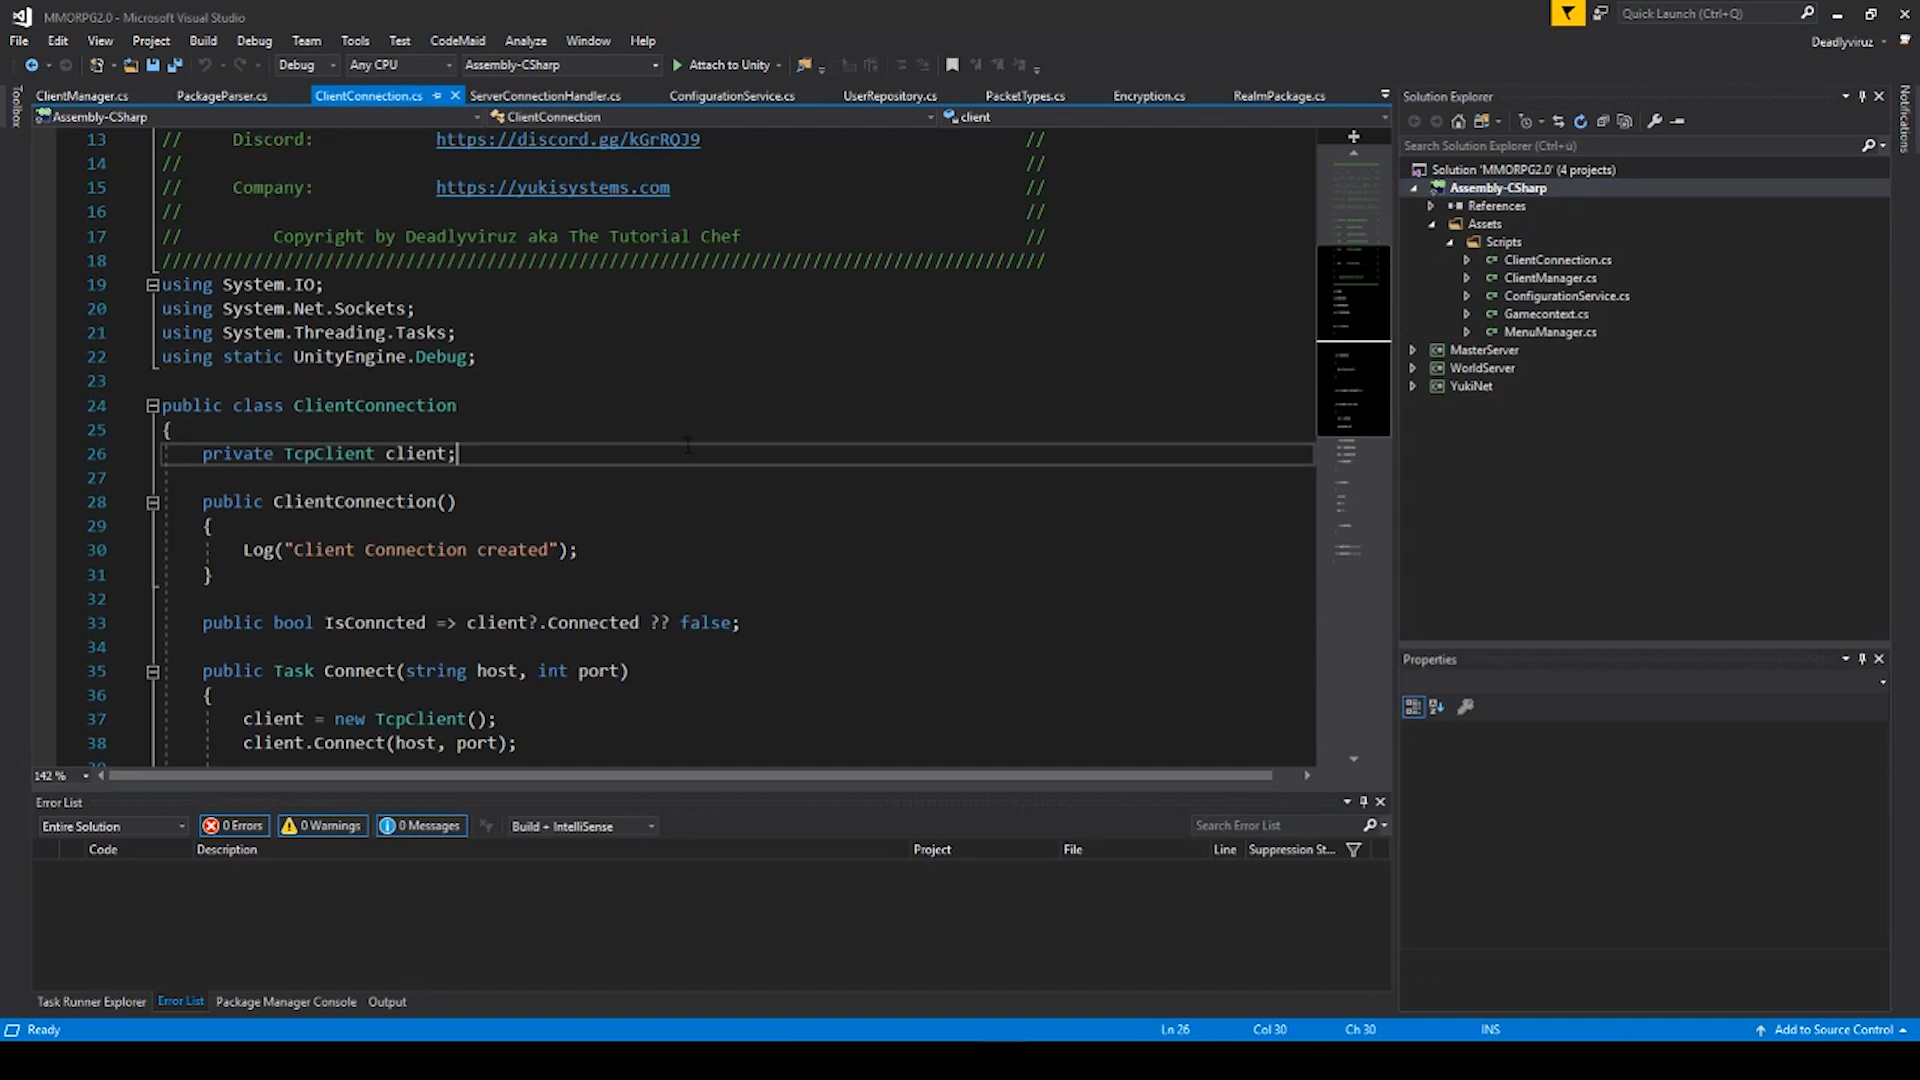 MMORPG2.0 - Microsoft Visual Studio
Quick Launch (Ctrl+Q)
File Edit View Project Build Debug Team Tools Test CodeMaid Analyze Window Help
Deadlyviruz
Debug Any CPU Assembly-CSharp Attach to Unity
Toolbox
ClientManager.cs PackageParser.cs ClientConnection.cs ServerConnectionHandler.cs ConfigurationService.cs UserRepository.cs PacketTypes.cs Encryption.cs RealmPackage.cs
Assembly-CSharp ClientConnection client
13 // Discord: https://discord.gg/kGrRQJ9 //
14 // //
15 // Company: https://yukisystems.com //
16 // //
17 // Copyright by Deadlyviruz aka The Tutorial Chef //
18 ///////////////////////////////////////////////////////////////////////////////////////
19 using System.IO;
20 using System.Net.Sockets;
21 using System.Threading.Tasks;
22 using static UnityEngine.Debug;
23
24 public class ClientConnection
25 {
26 private TcpClient client;
27
28 public ClientConnection()
29 {
30 Log("Client Connection created");
31 }
32
33 public bool IsConncted => client?.Connected ?? false;
34
35 public Task Connect(string host, int port)
36 {
37 client = new TcpClient();
38 client.Connect(host, port);
142 %
Solution Explorer
Search Solution Explorer (Ctrl+ü)
Solution 'MMORPG2.0' (4 projects)
Assembly-CSharp
References
Assets
Scripts
ClientConnection.cs
ClientManager.cs
ConfigurationService.cs
Gamecontext.cs
MenuManager.cs
MasterServer
WorldServer
YukiNet
Notifications
Properties
Error List
Entire Solution 0 Errors 0 Warnings 0 Messages Build + IntelliSense Search Error List
Code Description Project File Line Suppression St...
Task Runner Explorer Error List Package Manager Console Output
Ready Ln 26 Col 30 Ch 30 INS Add to Source Control